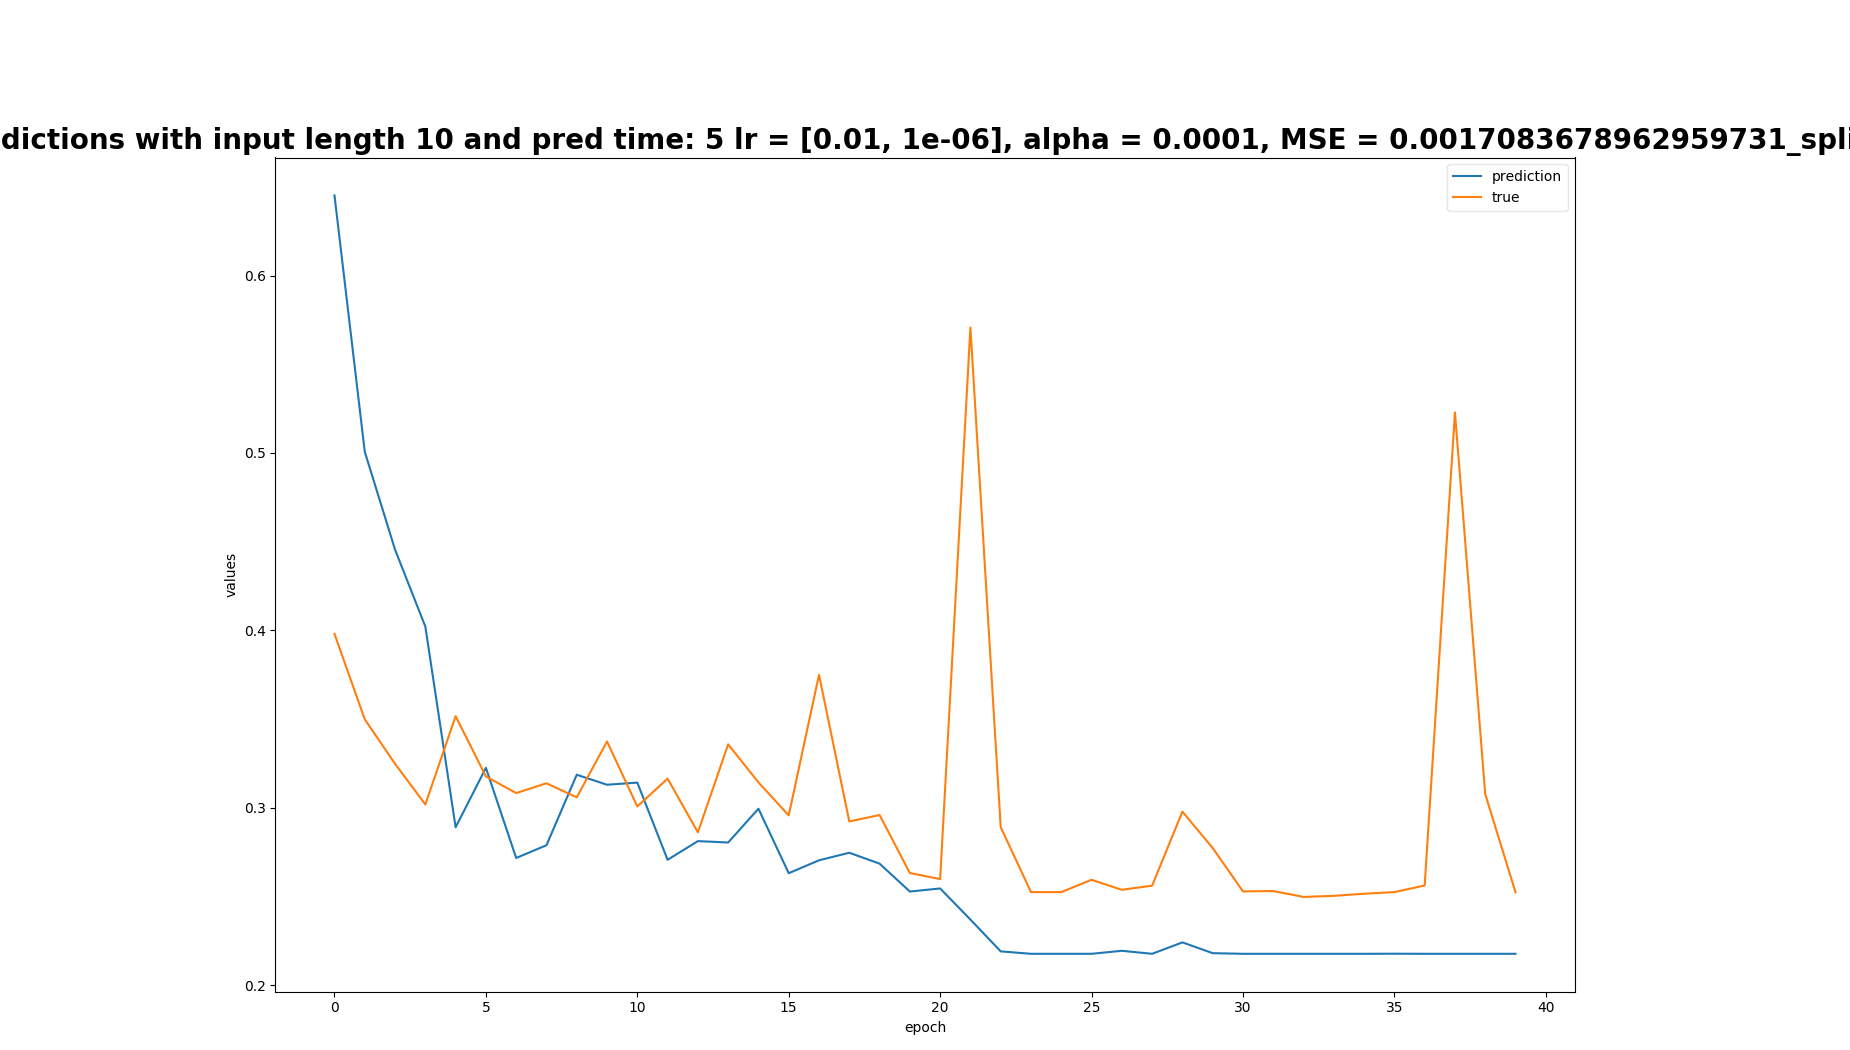 dictions with input length 10 and pred time: 5 lr = [0.01, 1e-06], alpha = 0.0001, MSE = 0.0017083678962959731_spli
prediction
true
0.6
0.5
0.4
0.3
0.2
values
0 5 10 15 20 25 30 35 40
epoch